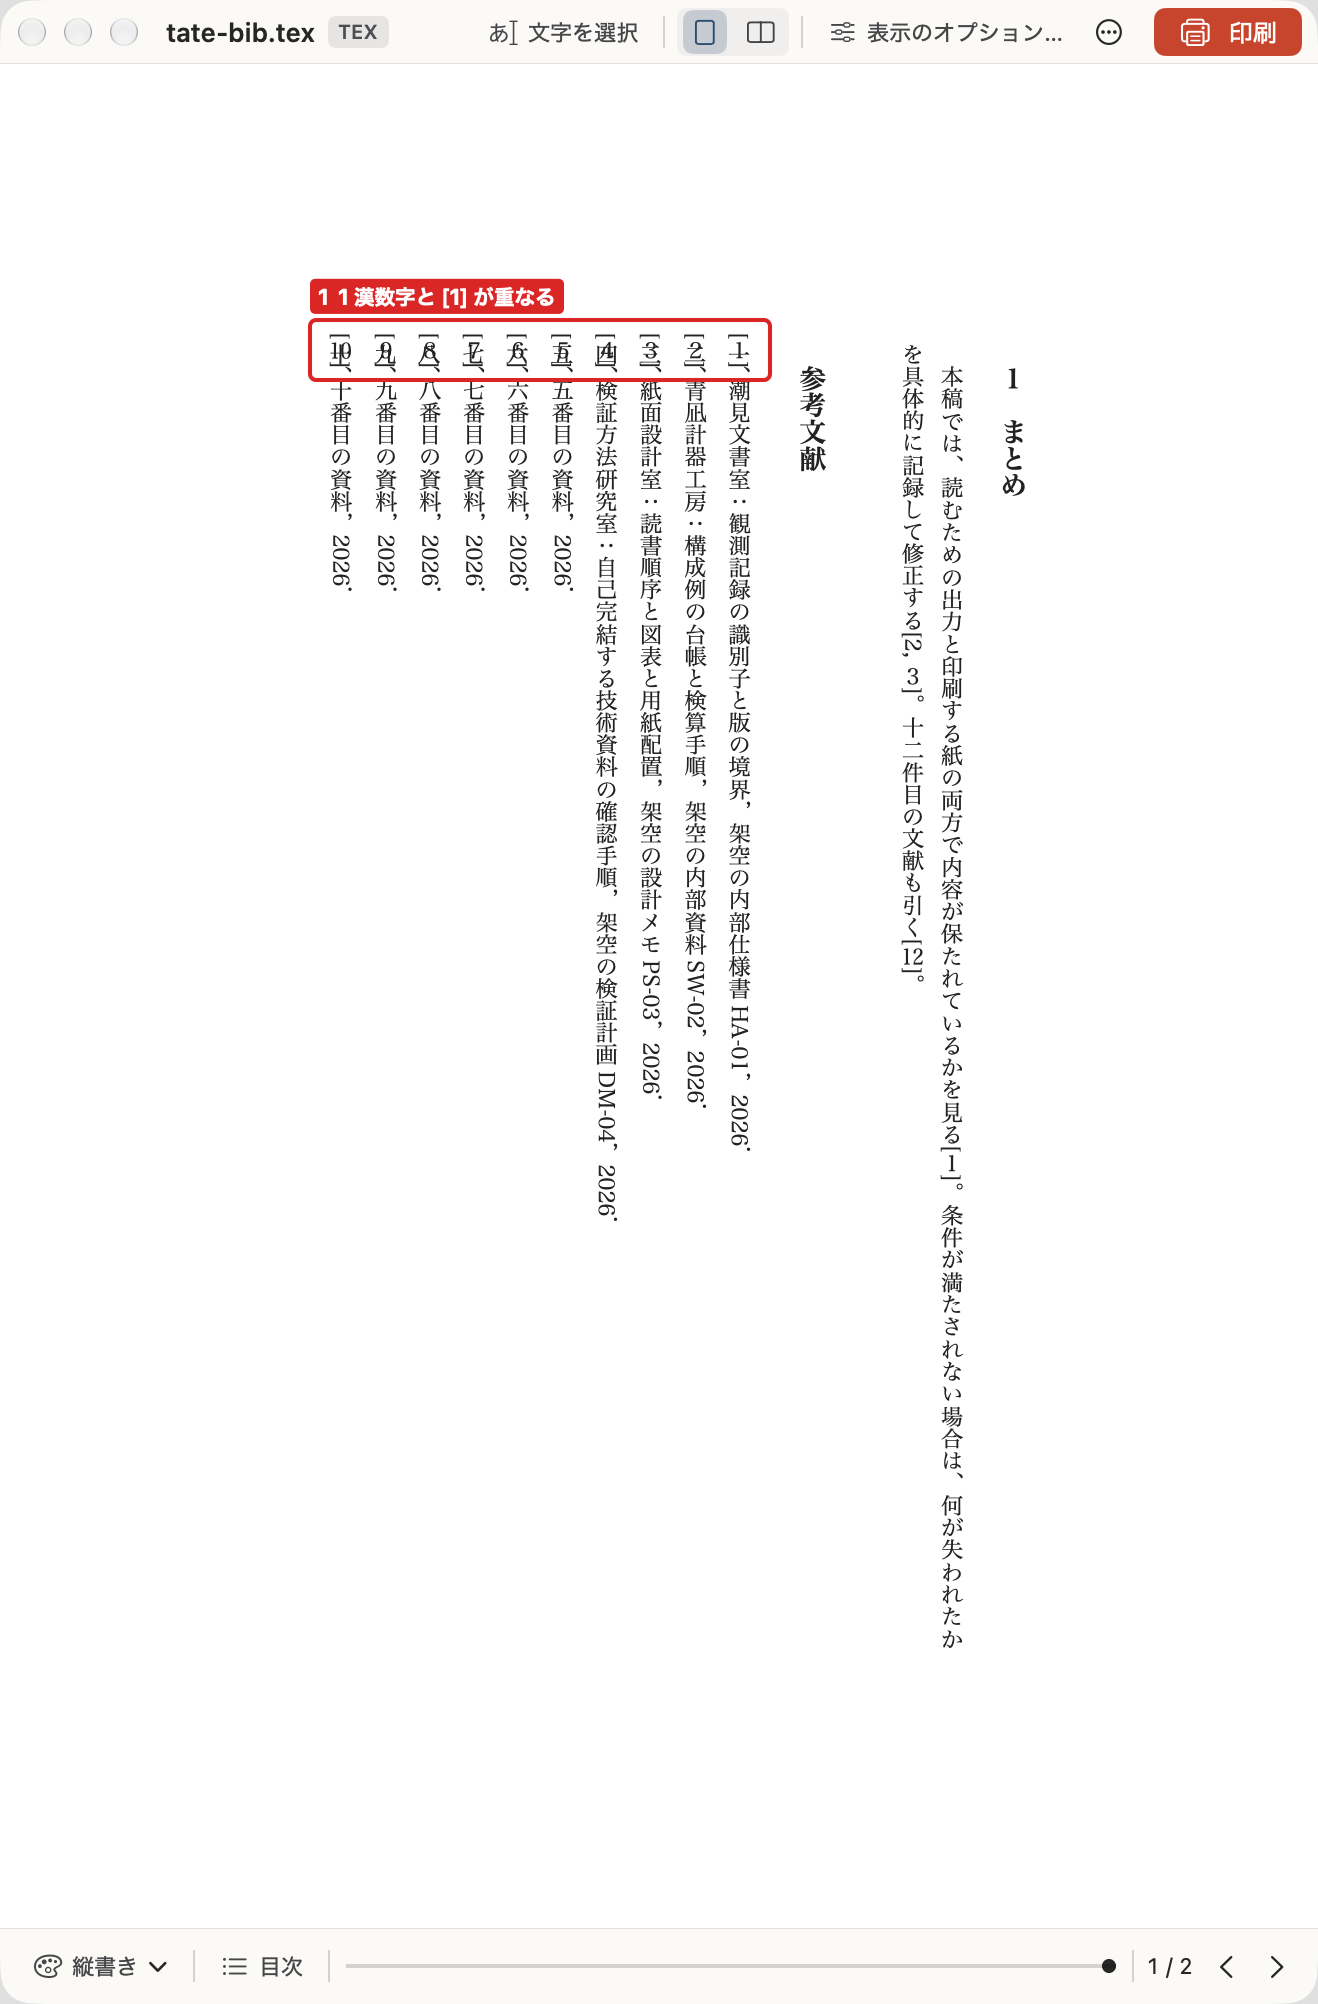 tate-bib.tex TEX
文字を選択
表示のオプション…
印刷
1 1 漢数字と [1] が重なる
1 まとめ
本稿では、読むための出力と印刷する紙の両方で内容が保たれているかを見る[1]。条件が満たされない場合は、何が失われたか
を具体的に記録して修正する[2, 3]。十二件目の文献も引く[12]。
参考文献
[1] 一、潮見文書室：観測記録の識別子と版の境界，架空の内部仕様書 HA-01，2026．
[2] 二、青凪計器工房：構成例の台帳と検算手順，架空の内部資料 SW-02，2026．
[3] 三、紙面設計室：読書順序と図表と用紙配置，架空の設計メモ PS-03，2026．
[4] 四、検証方法研究室：自己完結する技術資料の確認手順，架空の検証計画 DM-04，2026．
[5] 五、五番目の資料，2026．
[6] 六、六番目の資料，2026．
[7] 七、七番目の資料，2026．
[8] 八、八番目の資料，2026．
[9] 九、九番目の資料，2026．
[10] 十、十番目の資料，2026．
縦書き
目次
1 / 2